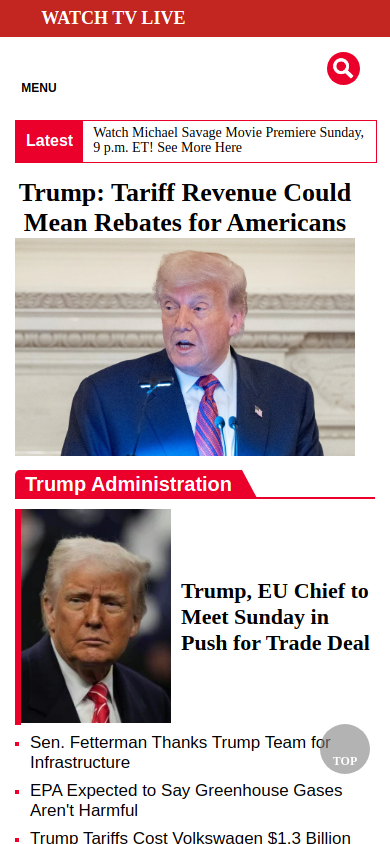 WATCH TV LIVE
MENU
Latest
Watch Michael Savage Movie Premiere Sunday,
9 p.m. ET! See More Here
Trump: Tariff Revenue Could
Mean Rebates for Americans
Trump Administration
Trump, EU Chief to
Meet Sunday in
Push for Trade Deal
Sen. Fetterman Thanks Trump Team for
Infrastructure
TOP
EPA Expected to Say Greenhouse Gases
Aren't Harmful
Trump Tariffs Cost Volkswagen $1.3 Billion